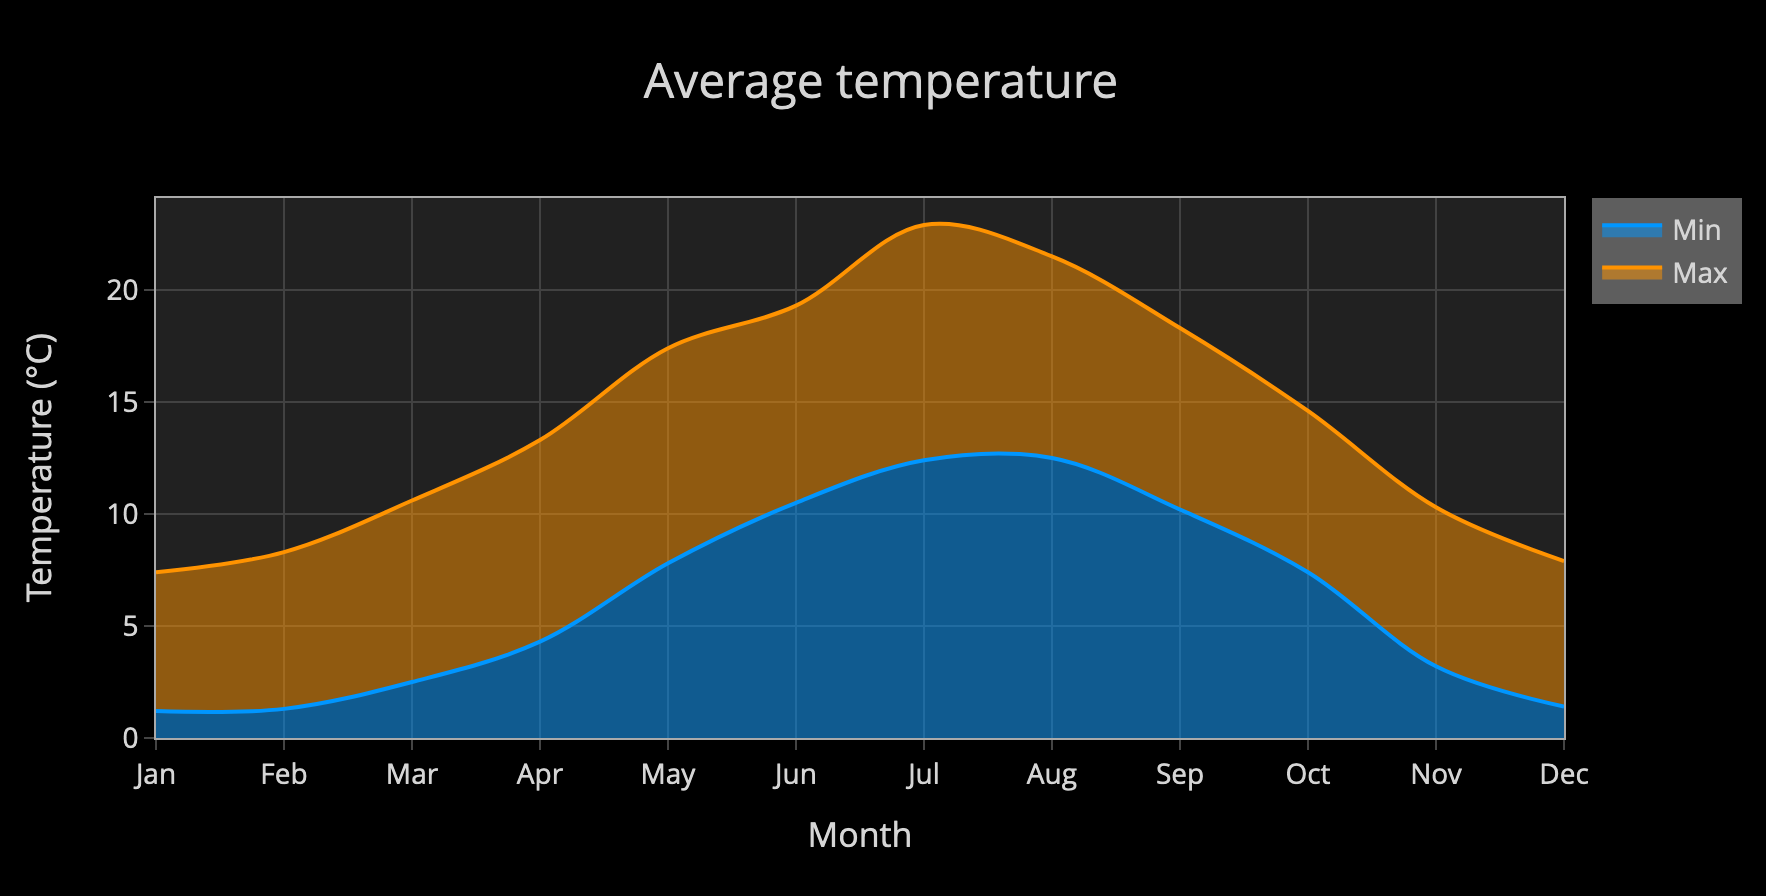 Average temperature
Min
Max
Temperature (°C)
20
15
10
5
0
Jan Feb Mar Apr May Jun Jul Aug Sep Oct Nov Dec
Month